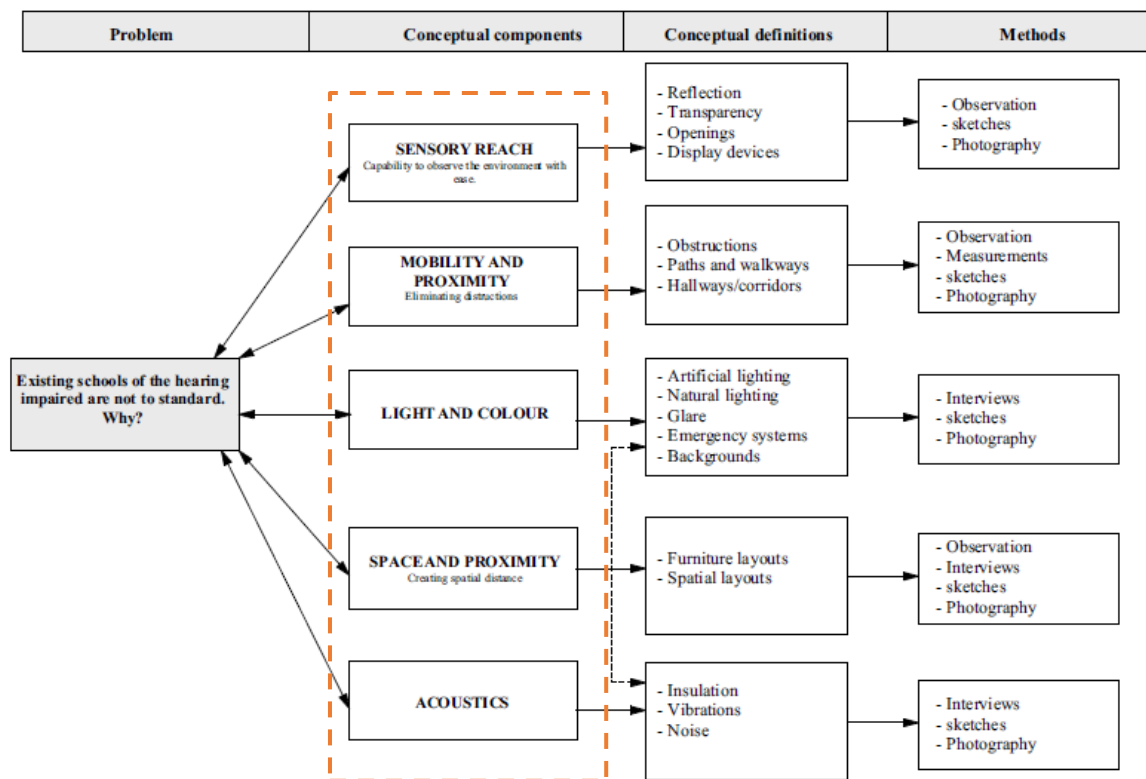 Problem
Conceptual components
Conceptual definitions
Methods
Existing schools of the hearing
impaired are not to standard.
Why?
SENSORY REACH
Capability to observe the environment with
ease.
- Reflection
- Transparency
- Openings
- Display devices
- Observation
- sketches
- Photography
MOBILITY AND
PROXIMITY
Eliminating distructions
- Obstructions
- Paths and walkways
- Hallways/corridors
- Observation
- Measurements
- sketches
- Photography
LIGHT AND COLOUR
- Artificial lighting
- Natural lighting
- Glare
- Emergency systems
- Backgrounds
- Interviews
- sketches
- Photography
SPACE AND PROXIMITY
Creating spatial distance
- Furniture layouts
- Spatial layouts
- Observation
- Interviews
- sketches
- Photography
ACOUSTICS
- Insulation
- Vibrations
- Noise
- Interviews
- sketches
- Photography